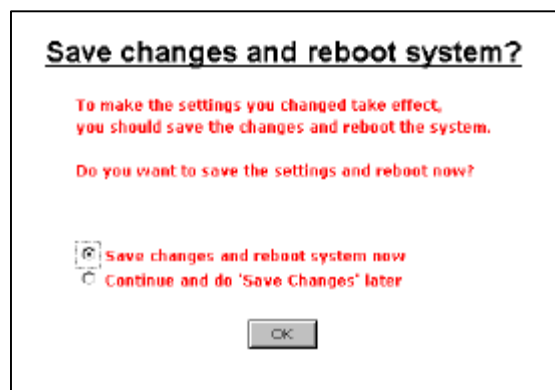 Save changes and reboot system?
To make the settings you changed take effect,
you should save the changes and reboot the system.
Do you want to save the settings and reboot now?
Save changes and reboot system now
Continue and do 'Save Changes' later
OK